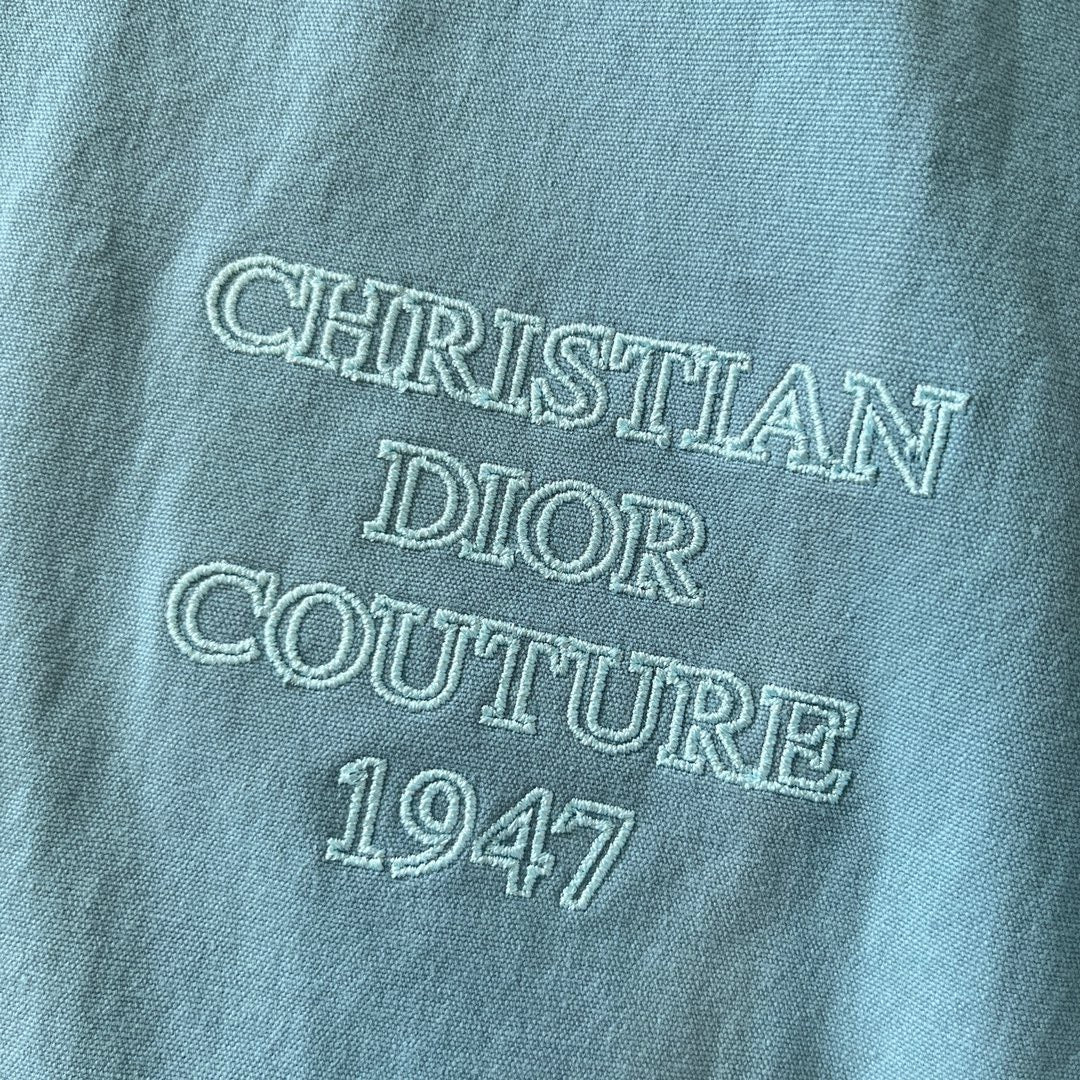 CHRISTIAN
DIOR
COUTURE
1947